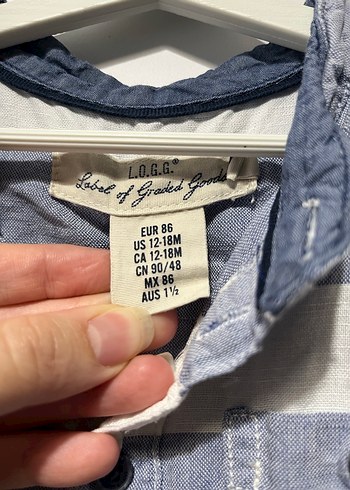 L.O.G.G.®
Label of Graded Goods
EUR 86
US 12-18M
CA 12-18M
CN 90/48
MX 86
AUS 1½